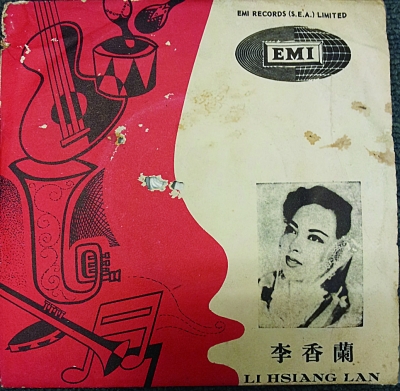 EMI RECORDS (S.E.A.) LIMITED
EMI
李香蘭
LI HSIANG LAN